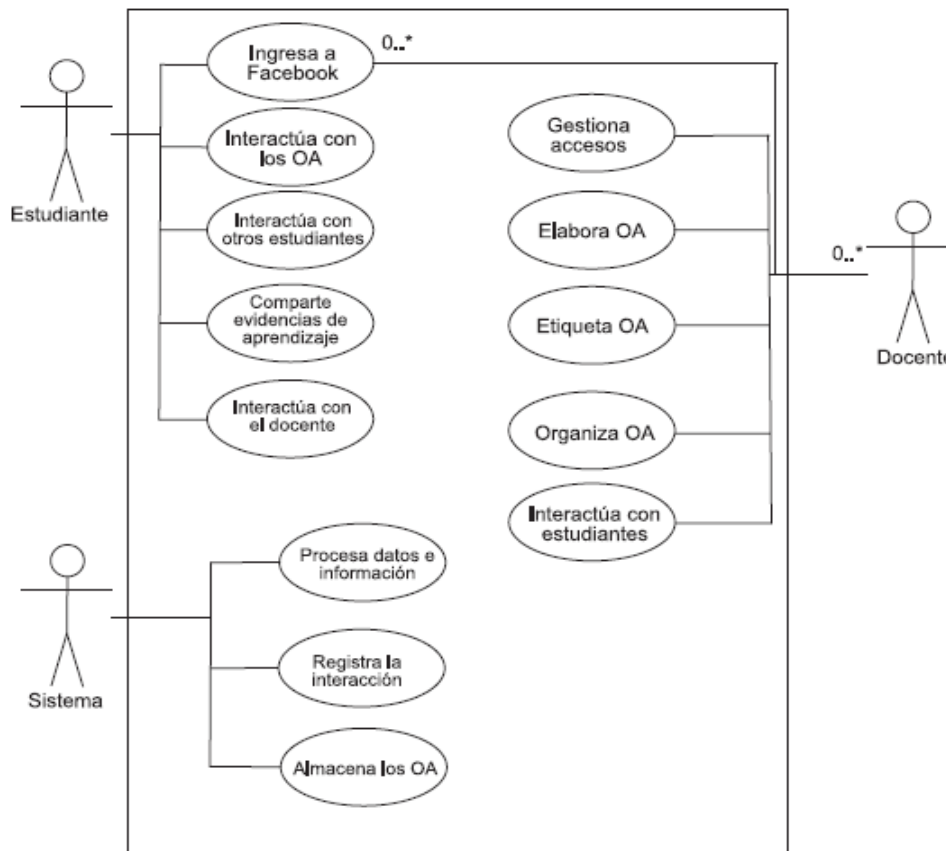 Ingresa a
Facebook
0..*
Interactúa con
los OA
Gestiona
accesos
Estudiante
Interactúa con
otros estudiantes
Elabora OA
0..*
Comparte
evidencias de
aprendizaje
Etiqueta OA
Docente
Interactúa con
el docente
Organiza OA
Interactúa con
estudiantes
Procesa datos e
información
Registra la
interacción
Sistema
Almacena los OA